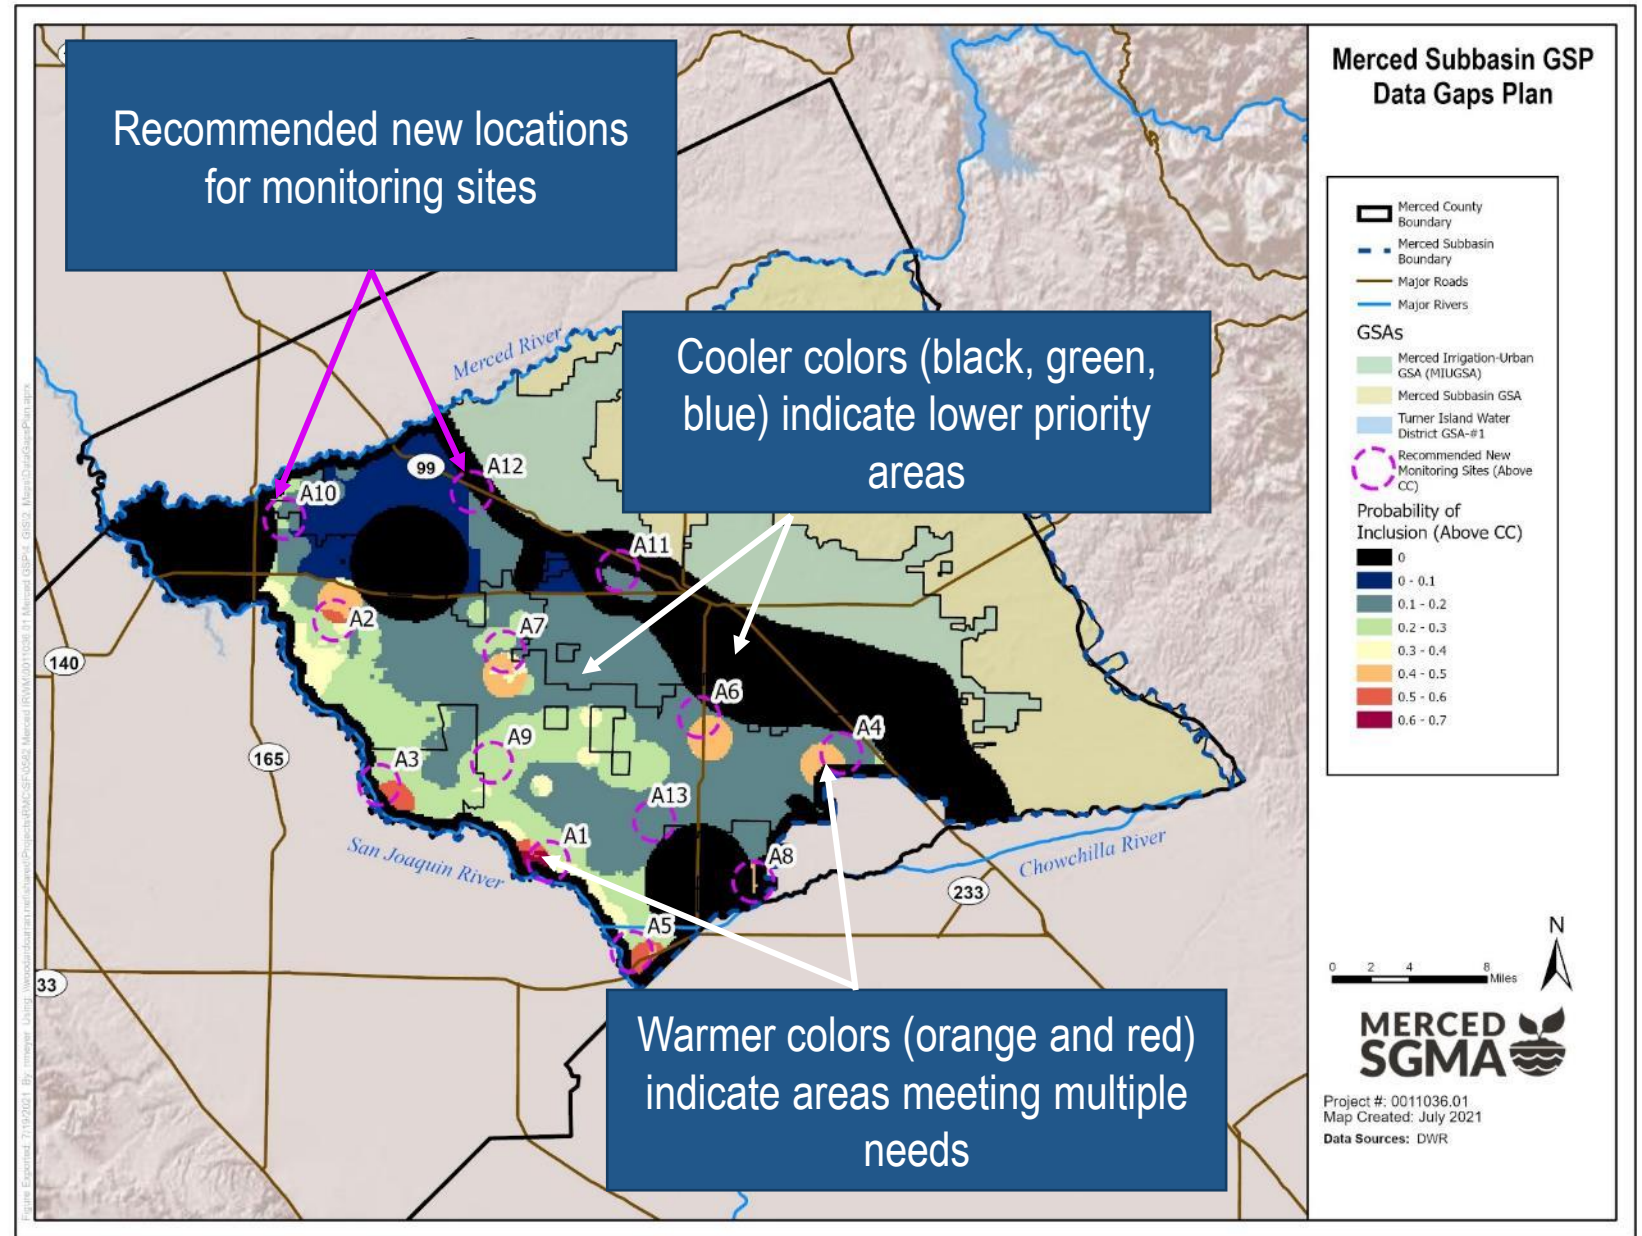 Merced Subbasin GSP
Data Gaps Plan
Recommended new locations
for monitoring sites
Cooler colors (black, green,
blue) indicate lower priority
areas
Warmer colors (orange and red)
indicate areas meeting multiple
needs
Merced River
San Joaquin River
Chowchilla River
99
140
165
33
233
A10
A12
A11
A2
A7
A6
A4
A9
A3
A13
A1
A8
A5
Merced County
Boundary
Merced Subbasin
Boundary
Major Roads
Major Rivers
GSAs
Merced Irrigation-Urban
GSA (MIUGSA)
Merced Subbasin GSA
Turner Island Water
District GSA-#1
Recommended New
Monitoring Sites (Above
CC)
Probability of
Inclusion (Above CC)
0
0 - 0.1
0.1 - 0.2
0.2 - 0.3
0.3 - 0.4
0.4 - 0.5
0.5 - 0.6
0.6 - 0.7
N
0 2 4 8
Miles
MERCED
SGMA
Project #: 0011036.01
Map Created: July 2021
Data Sources: DWR